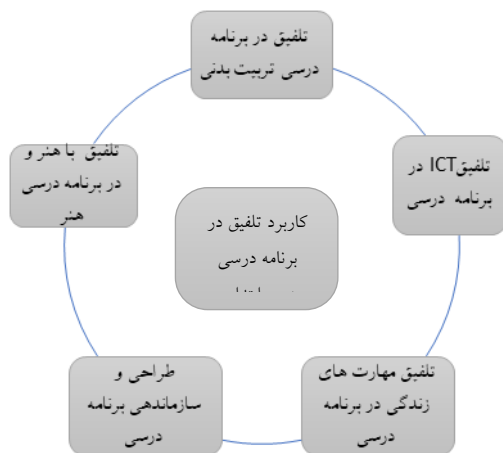 تلفیق در برنامه
درسی تربیت بدنی
تلفیقICT در
برنامه درسی
تلفیق مهارت های
زندگی در برنامه
درسی
طراحی و
سازماندهی برنامه
درسی
تلفیق با هنر و
در برنامه درسی
هنر
کاربرد تلفیق در
برنامه درسی